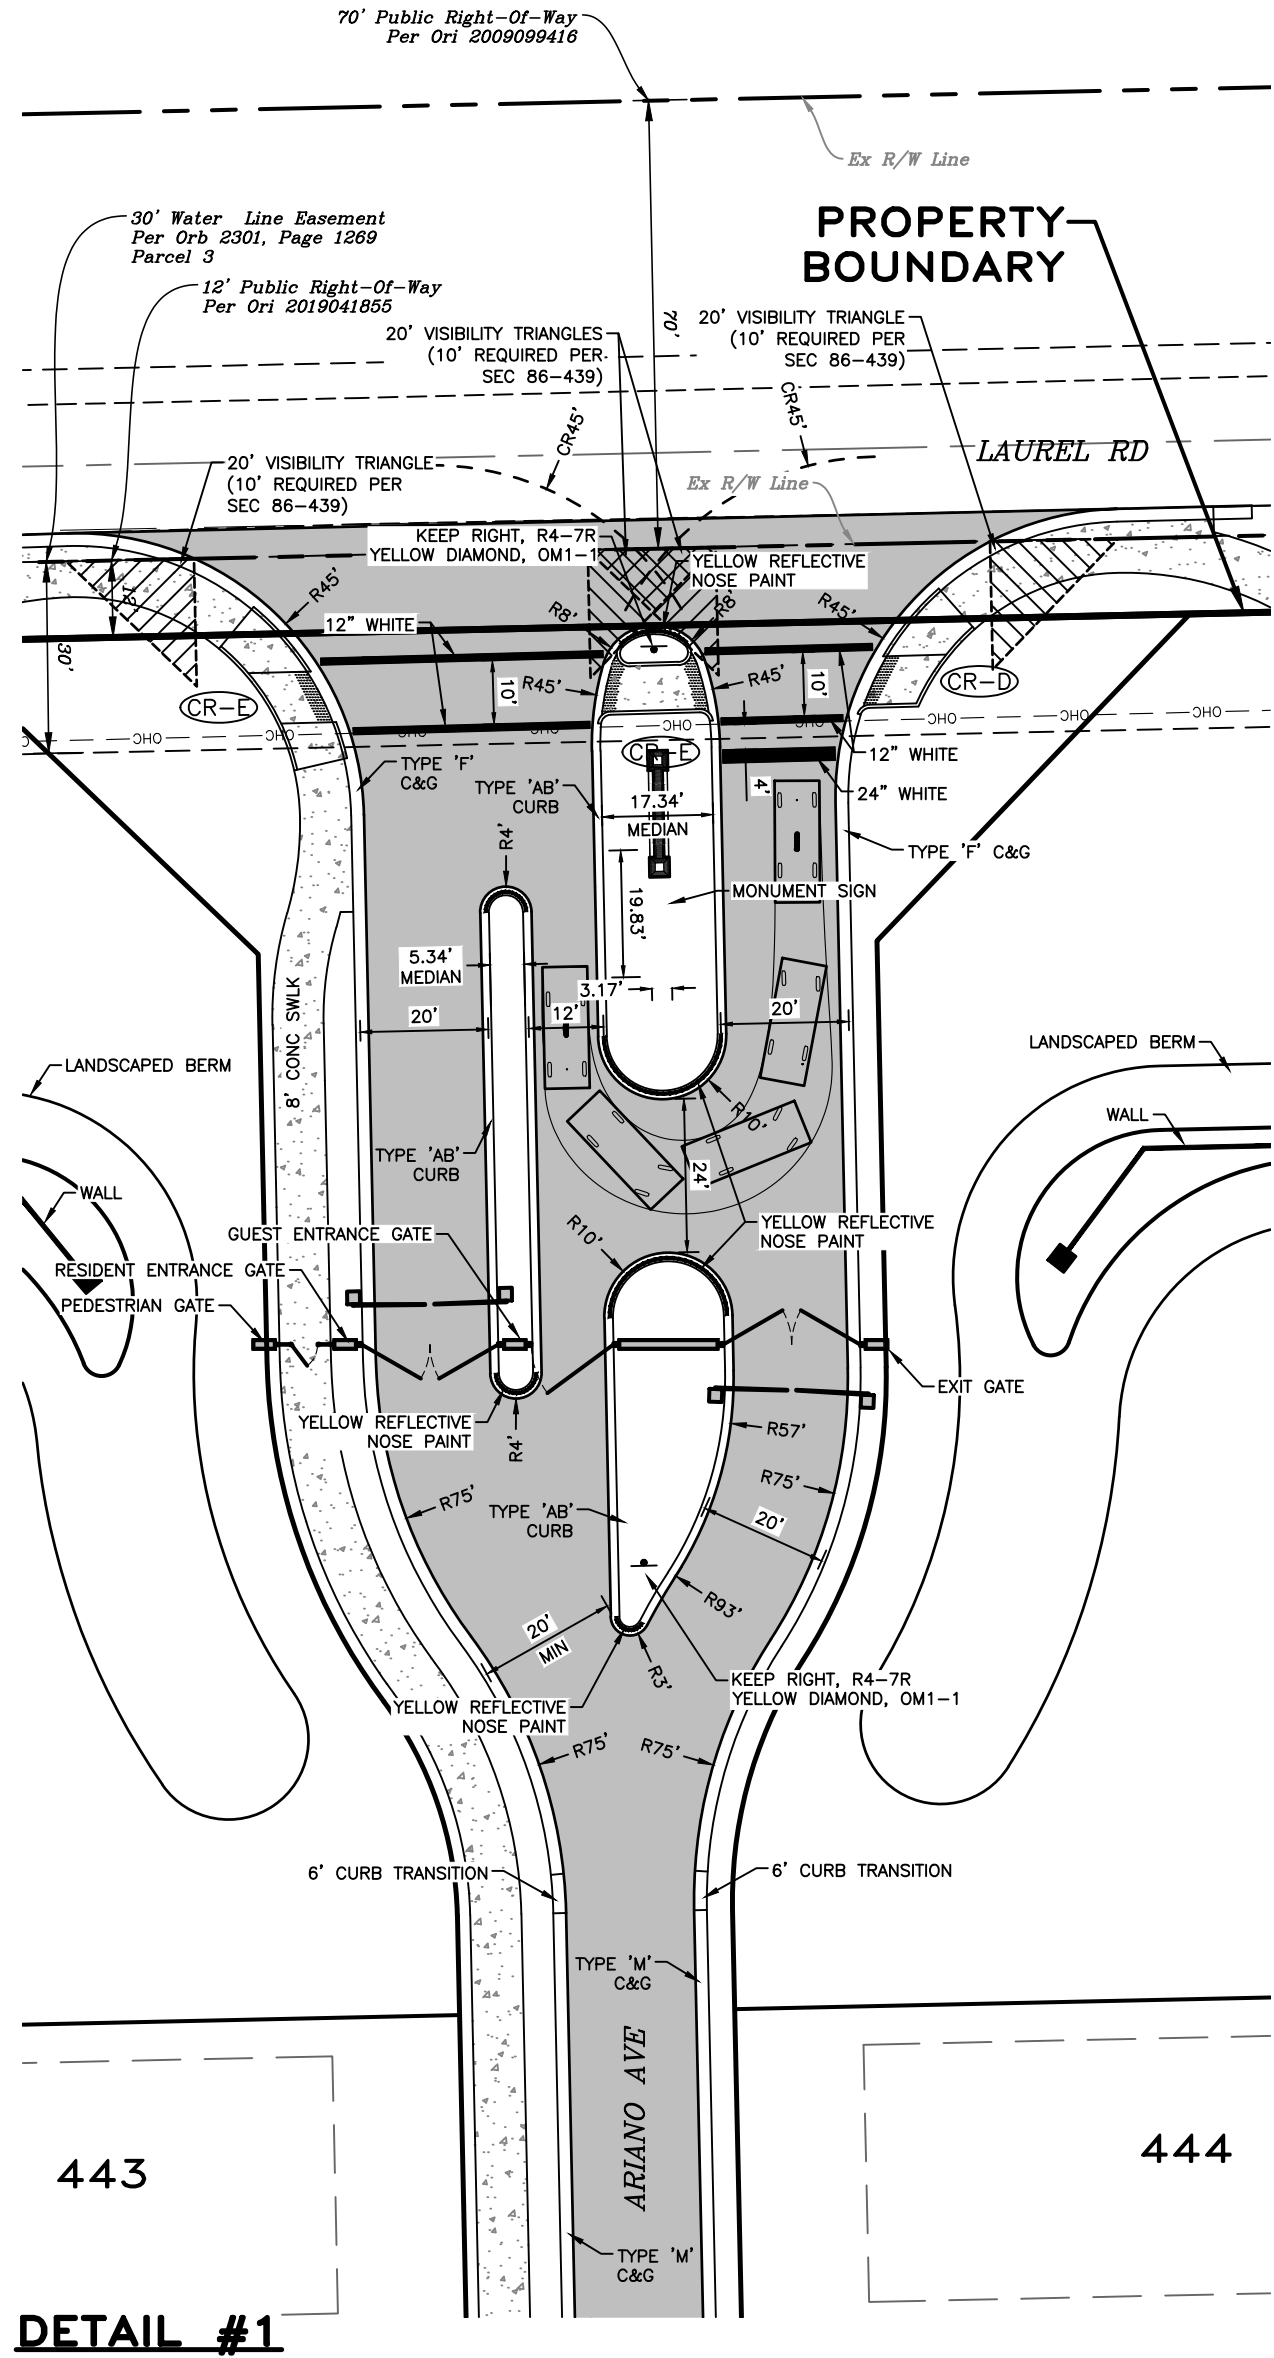 70' Public Right-Of-Way
Per Ori 2009099416
Ex R/W Line
PROPERTY
BOUNDARY
30' Water Line Easement
Per Orb 2301, Page 1269
Parcel 3
12' Public Right-Of-Way
Per Ori 2019041855
20' VISIBILITY TRIANGLES
(10' REQUIRED PER
SEC 86-439)
70'
20' VISIBILITY TRIANGLE
(10' REQUIRED PER
SEC 86-439)
CR45'
CR45'
LAUREL RD
20' VISIBILITY TRIANGLE
(10' REQUIRED PER
SEC 86-439)
Ex R/W Line
KEEP RIGHT, R4-7R
YELLOW DIAMOND, OM1-1
YELLOW REFLECTIVE
NOSE PAINT
R45'
12'
R8'
R8'
R45'
12" WHITE
30'
10'
R45'
R45'
10'
CR-E
CR-D
OHC
OHC
OHC
OHC
OHC
OHC
OHC
OHC
OHC
CR-E
12" WHITE
TYPE 'F'
C&G
TYPE 'AB'
CURB
4'
24" WHITE
17.34'
MEDIAN
R4'
TYPE 'F' C&G
MONUMENT SIGN
19.83'
5.34'
MEDIAN
3.17'
20'
12'
20'
8' CONC SWLK
LANDSCAPED BERM
LANDSCAPED BERM
WALL
R10'
TYPE 'AB'
CURB
24'
WALL
GUEST ENTRANCE GATE
R10'
YELLOW REFLECTIVE
NOSE PAINT
RESIDENT ENTRANCE GATE
PEDESTRIAN GATE
EXIT GATE
YELLOW REFLECTIVE
NOSE PAINT
R4'
R57'
R75'
R75'
TYPE 'AB'
CURB
20'
R93'
20'
MIN
R3'
KEEP RIGHT, R4-7R
YELLOW DIAMOND, OM1-1
YELLOW REFLECTIVE
NOSE PAINT
R75'
R75'
6' CURB TRANSITION
6' CURB TRANSITION
TYPE 'M'
C&G
ARIANO AVE
443
444
TYPE 'M'
C&G
DETAIL #1